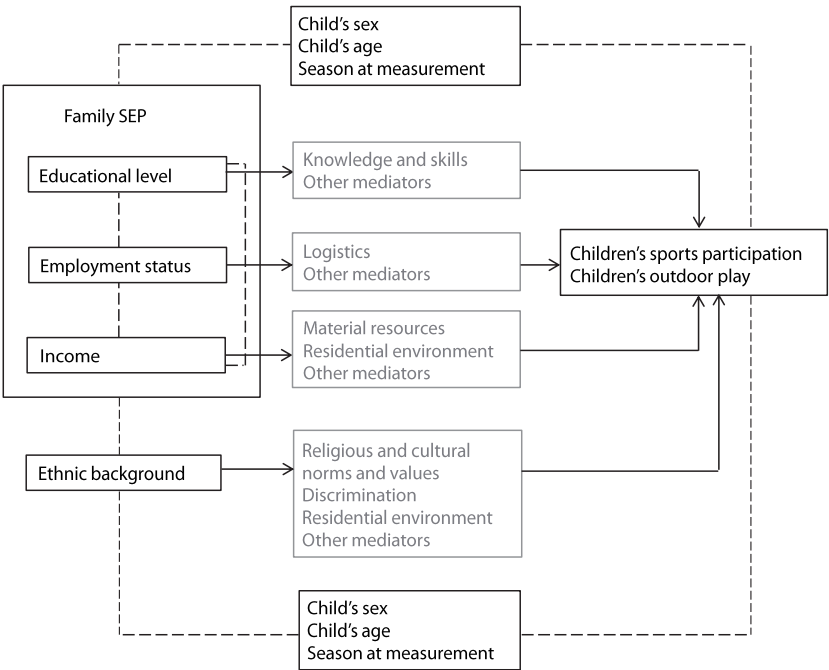 Child’s sex
Child’s age
Season at measurement
Family SEP
Educational level
Knowledge and skills
Other mediators
Employment status
Logistics
Other mediators
Children’s sports participation
Children’s outdoor play
Income
Material resources
Residential environment
Other mediators
Ethnic background
Religious and cultural
norms and values
Discrimination
Residential environment
Other mediators
Child’s sex
Child’s age
Season at measurement